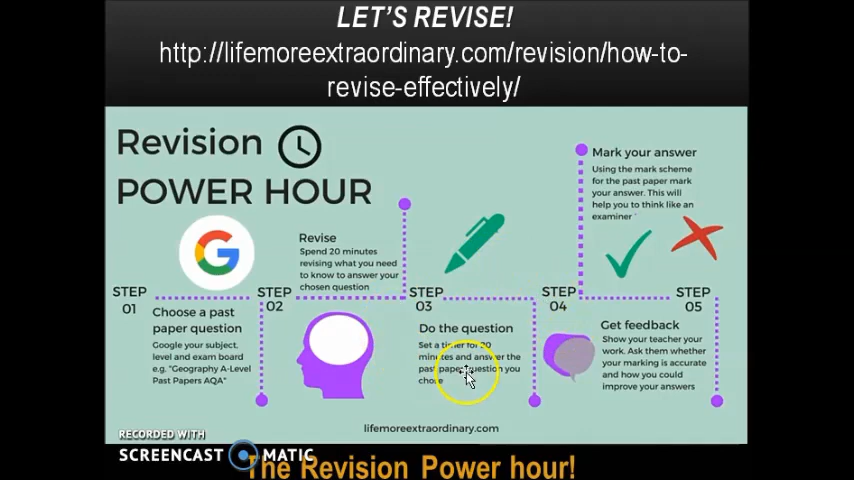 LET'S REVISE!
http://lifemoreextraordinary.com/revision/how-to-
revise-effectively/
Revision
POWER HOUR
STEP
01
Choose a past
paper question
Google your subject,
level and exam board
e.g. "Geography A-Level
Past Papers AQA"
STEP
02
Revise
Spend 20 minutes
revising what you need
to know to answer your
chosen question
STEP
03
Do the question
Set a timer for 20
minutes and answer the
past paper question you
chose
STEP
04
Mark your answer
Using the mark scheme
for the past paper mark
your answer. This will
help you to think like an
examiner
STEP
05
Get feedback
Show your teacher your
work. Ask them whether
your marking is accurate
and how you could
improve your answers
lifemoreextraordinary.com
RECORDED WITH
SCREENCAST MATIC
The Revision Power hour!